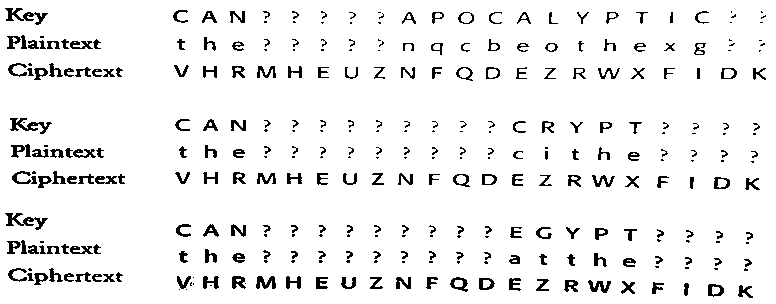 Key C A N ? ? ? ? ? A P O C A L Y P T I C ? ?
Plaintext t h e ? ? ? ? ? n q c b e o t h e x g ? ?
Ciphertext V H R M H E U Z N F Q D E Z R W X F I D K
Key C A N ? ? ? ? ? ? ? ? ? C R Y P T ? ? ? ?
Plaintext t h e ? ? ? ? ? ? ? ? ? c i t h e ? ? ? ?
Ciphertext V H R M H E U Z N F Q D E Z R W X F I D K
Key C A N ? ? ? ? ? ? ? ? ? E G Y P T ? ? ? ?
Plaintext t h e ? ? ? ? ? ? ? ? ? a t t h e ? ? ? ?
Ciphertext V H R M H E U Z N F Q D E Z R W X F I D K